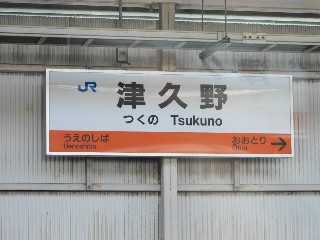 JR
津久野
つくの Tsukuno
うえのしば おおとり →
Uenoshiba Ōtori